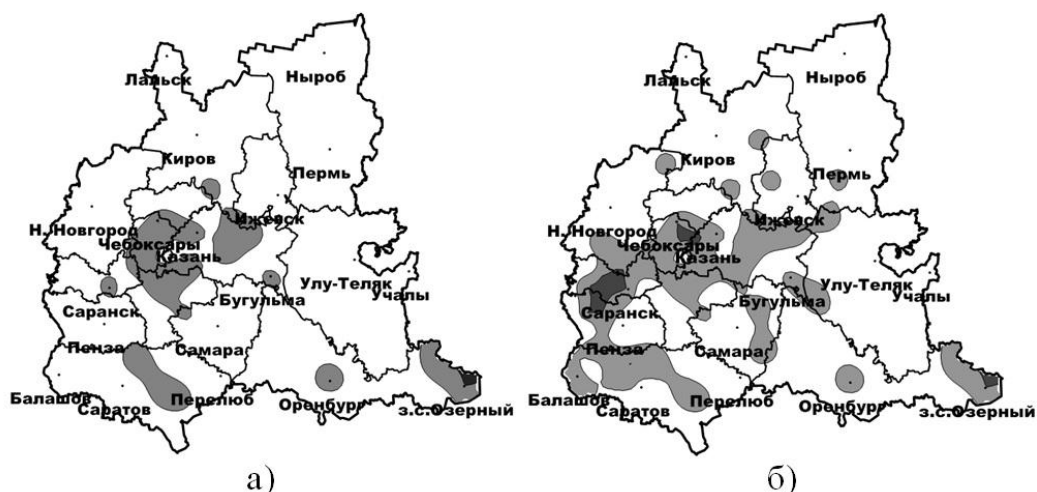 Лальск
Ныроб
Киров
Пермь
Ижевск
Н. Новгород
Чебоксары
Казань
Улу-Теляк
Учалы
Бугульма
Саранск
Пенза
Самара
Балашов
Саратов
Перелюб
Оренбург
з.с.Озерный
а)
Лальск
Ныроб
Киров
Пермь
Ижевск
Н. Новгород
Чебоксары
Казань
Улу-Теляк
Учалы
Бугульма
Саранск
Пенза
Самара
Балашов
Саратов
Перелюб
Оренбург
з.с.Озерный
б)